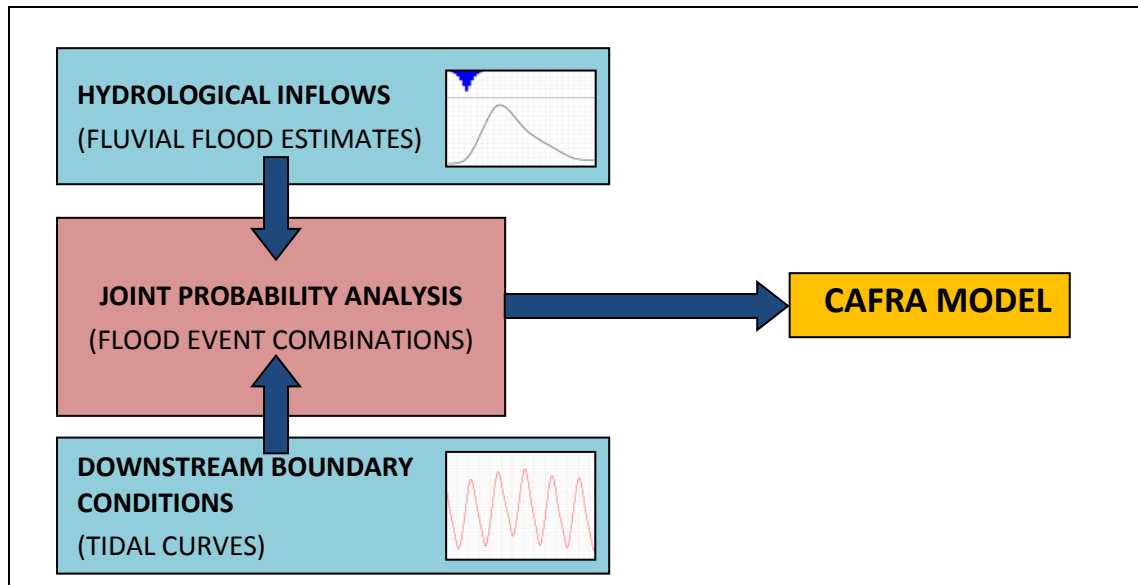 HYDROLOGICAL INFLOWS
(FLUVIAL FLOOD ESTIMATES)
JOINT PROBABILITY ANALYSIS
(FLOOD EVENT COMBINATIONS)
CAFRA MODEL
DOWNSTREAM BOUNDARY
CONDITIONS
(TIDAL CURVES)